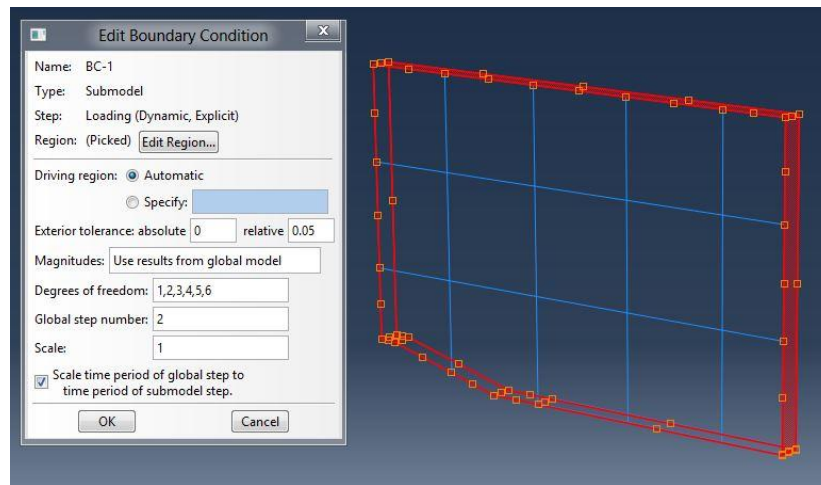 Edit Boundary Condition
X
Name: BC-1
Type: Submodel
Step: Loading (Dynamic, Explicit)
Region: (Picked) Edit Region...
Driving region: Automatic
Specify:
Exterior tolerance: absolute 0 relative 0.05
Magnitudes: Use results from global model
Degrees of freedom: 1,2,3,4,5,6
Global step number: 2
Scale: 1
Scale time period of global step to
time period of submodel step.
OK Cancel